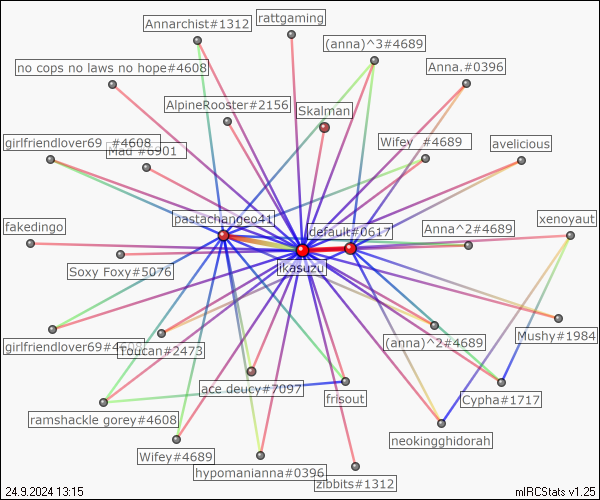 Annarchist#1312
rattgaming
(anna)^3#4689
Anna.#0396
no cops no laws no hope#4608
AlpineRooster#2156
Skalman
girlfriendlover69 #4608
Mad #6901
Wifey #4689
avelicious
pastachangeo41
default#0617
Anna^2#4689
xenoyaut
fakedingo
Soxy Foxy#5076
ikasuzu
girlfriendlover69#4608
Toucan#2473
(anna)^2#4689
Mushy#1984
ace deucy#7097
frisout
Cypha#1717
ramshackle gorey#4608
neokingghidorah
Wifey#4689
hypomanianna#0396
zibbits#1312
24.9.2024 13:15
mIRCStats v1.25